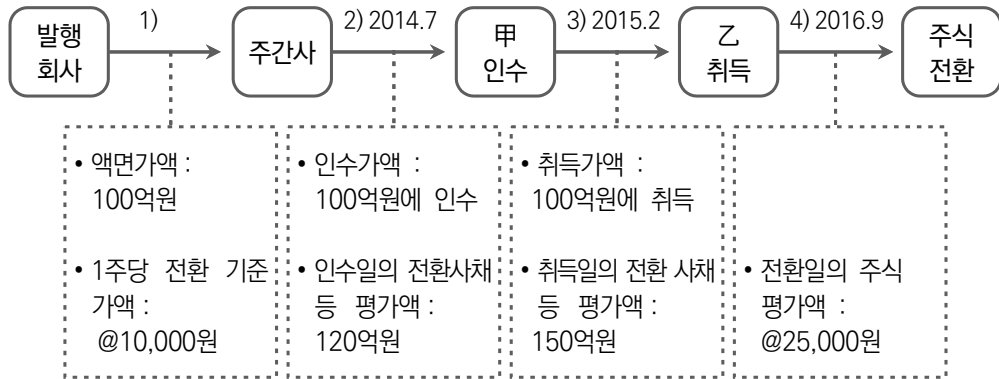 발행
회사
1)
주간사
2) 2014.7
甲
인수
3) 2015.2
乙
취득
4) 2016.9
주식
전환
• 액면가액 :
100억원
• 1주당 전환 기준
가액 :
@10,000원
• 인수가액 :
100억원에 인수
• 인수일의 전환사채
등 평가액 :
120억원
• 취득가액 :
100억원에 취득
• 취득일의 전환 사채
등 평가액 :
150억원
• 전환일의 주식
평가액 :
@25,000원